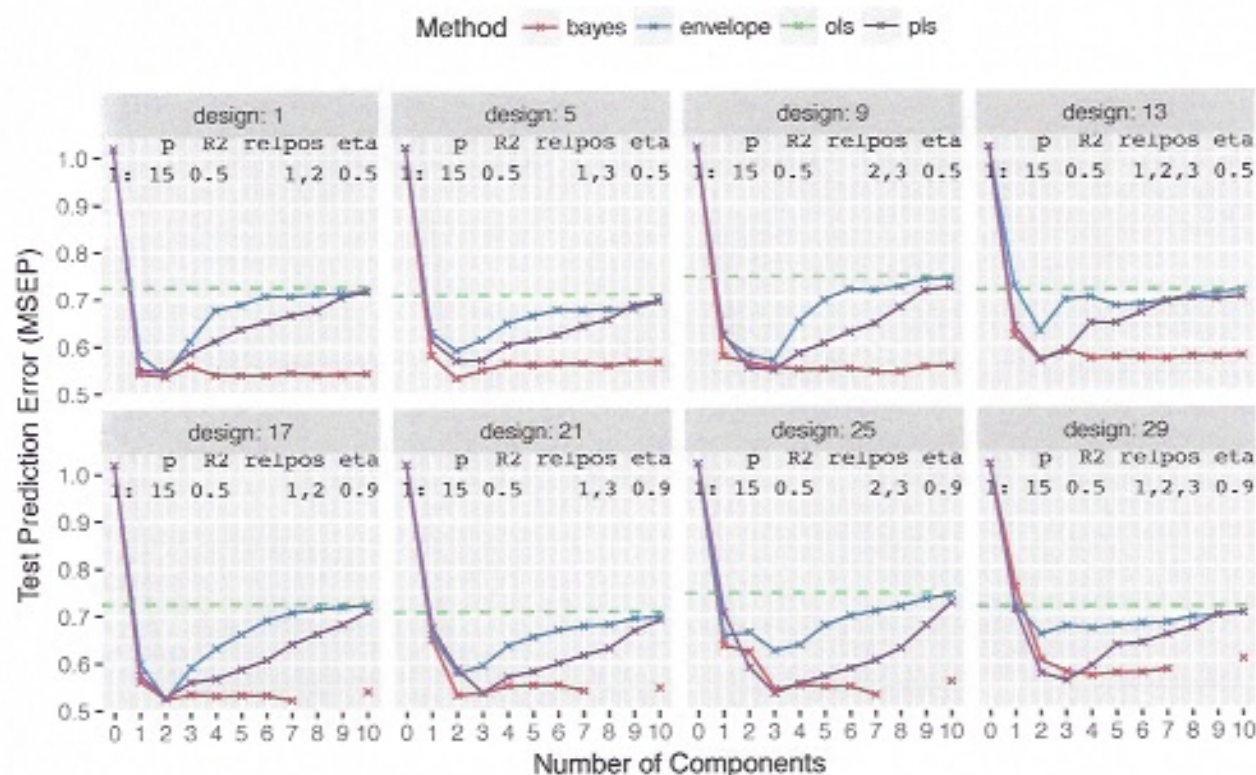 Method bayes envelope ols pls
design: 1 design: 5 design: 9 design: 13
p R2 relpos eta p R2 relpos eta p R2 relpos eta p R2 relpos eta
1: 15 0.5 1,2 0.5 1: 15 0.5 1,3 0.5 1: 15 0.5 2,3 0.5 1: 15 0.5 1,2,3 0.5
1.0
0.9
0.8
0.7
0.6
0.5
design: 17 design: 21 design: 25 design: 29
p R2 relpos eta p R2 relpos eta p R2 relpos eta p R2 relpos eta
1: 15 0.5 1,2 0.9 1: 15 0.5 1,3 0.9 1: 15 0.5 2,3 0.9 1: 15 0.5 1,2,3 0.9
1.0
0.9
0.8
0.7
0.6
0.5
Test Prediction Error (MSEP)
0 1 2 3 4 5 6 7 8 9 10 0 1 2 3 4 5 6 7 8 9 10 0 1 2 3 4 5 6 7 8 9 10 0 1 2 3 4 5 6 7 8 9 10
Number of Components